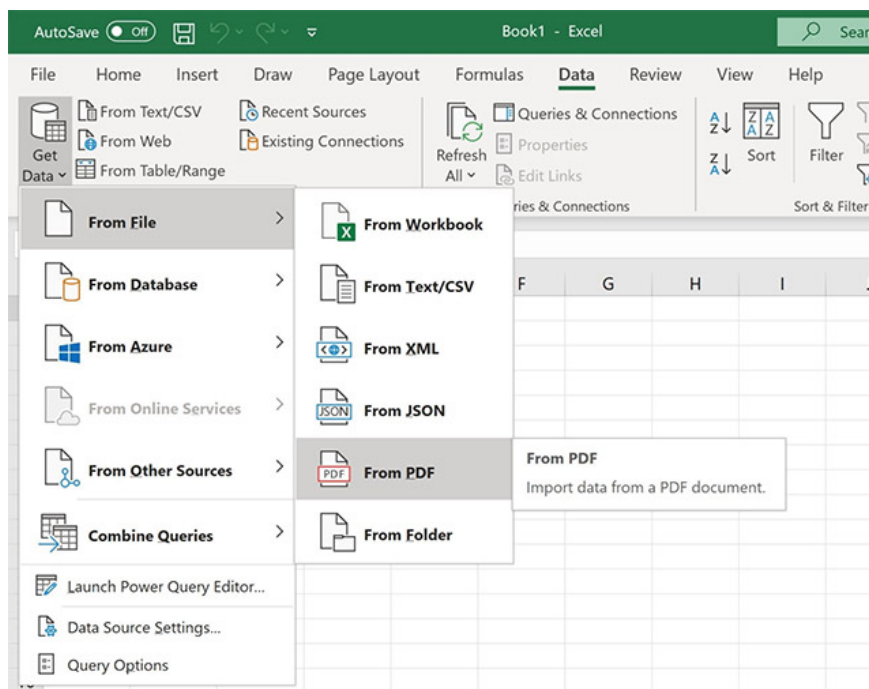 AutoSave Off Book1 - Excel Sear
File Home Insert Draw Page Layout Formulas Data Review View Help
Get Data
From Text/CSV
From Web
From Table/Range
Recent Sources
Existing Connections
Refresh All
Queries & Connections
Properties
Edit Links
ries & Connections
Sort
Filter
Sort & Filter
From File
From Database
From Azure
From Online Services
From Other Sources
Combine Queries
Launch Power Query Editor...
Data Source Settings...
Query Options
From Workbook
From Text/CSV
From XML
JSON From JSON
PDF From PDF
From Folder
From PDF
Import data from a PDF document.
F G H I